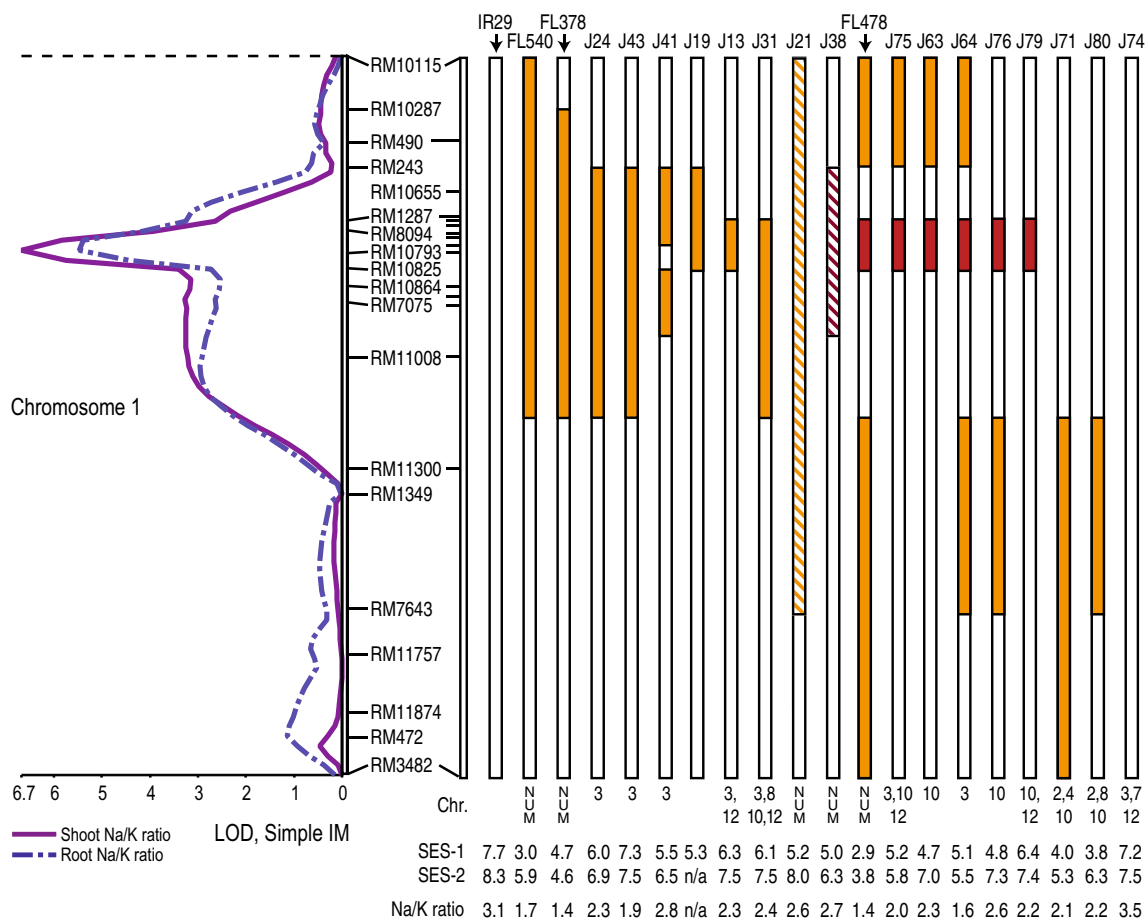 IR29 FL378 FL478
FL540 J24 J43 J41 J19 J13 J31 J21 J38 J75 J63 J64 J76 J79 J71 J80 J74
RM10115
RM10287
RM490
RM243
RM10655
RM1287
RM8094
RM10793
RM10825
RM10864
RM7075
RM11008
Chromosome 1
RM11300
RM1349
RM7643
RM11757
RM11874
RM472
RM3482
6.7 6 5 4 3 2 1 0
LOD, Simple IM
Shoot Na/K ratio
Root Na/K ratio
Chr. NUM NUM 3 3 3 3, 12 3,8 10,12 NUM NUM NUM 3,10 12 10 3 10 10, 12 2,4 10 2,8 10 3,7 12
SES-1 7.7 3.0 4.7 6.0 7.3 5.5 5.3 6.3 6.1 5.2 5.0 2.9 5.2 4.7 5.1 4.8 6.4 4.0 3.8 7.2
SES-2 8.3 5.9 4.6 6.9 7.5 6.5 n/a 7.5 7.5 8.0 6.3 3.8 5.8 7.0 5.5 7.3 7.4 5.3 6.3 7.5
Na/K ratio 3.1 1.7 1.4 2.3 1.9 2.8 n/a 2.3 2.4 2.6 2.7 1.4 2.0 2.3 1.6 2.6 2.2 2.1 2.2 3.5